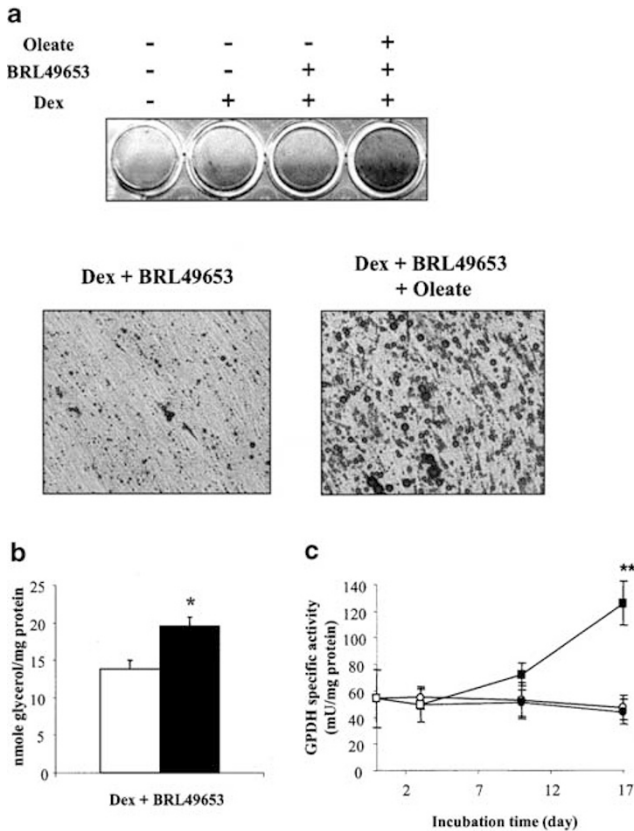 a
Oleate - - - +
BRL49653 - - + +
Dex - + + +
Dex + BRL49653
Dex + BRL49653
+ Oleate
b
nmole glycerol/mg protein
25
20
15
10
5
0
*
Dex + BRL49653
c
GPDH specific activity
(mU/mg protein)
140
120
100
80
60
40
20
0
**
2 7 12 17
Incubation time (day)